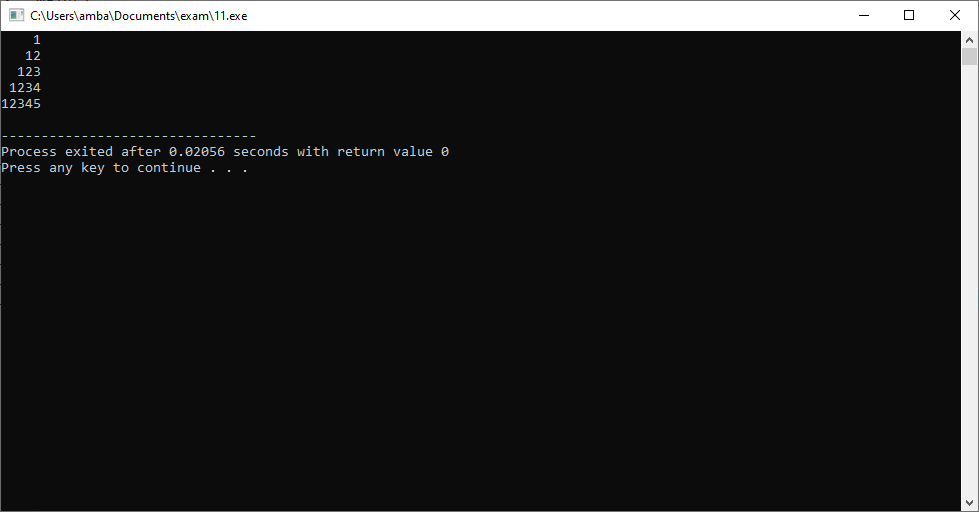 C:\Users\amba\Documents\exam\11.exe
    1
   12
  123
 1234
12345
--------------------------------
Process exited after 0.02056 seconds with return value 0
Press any key to continue . . .